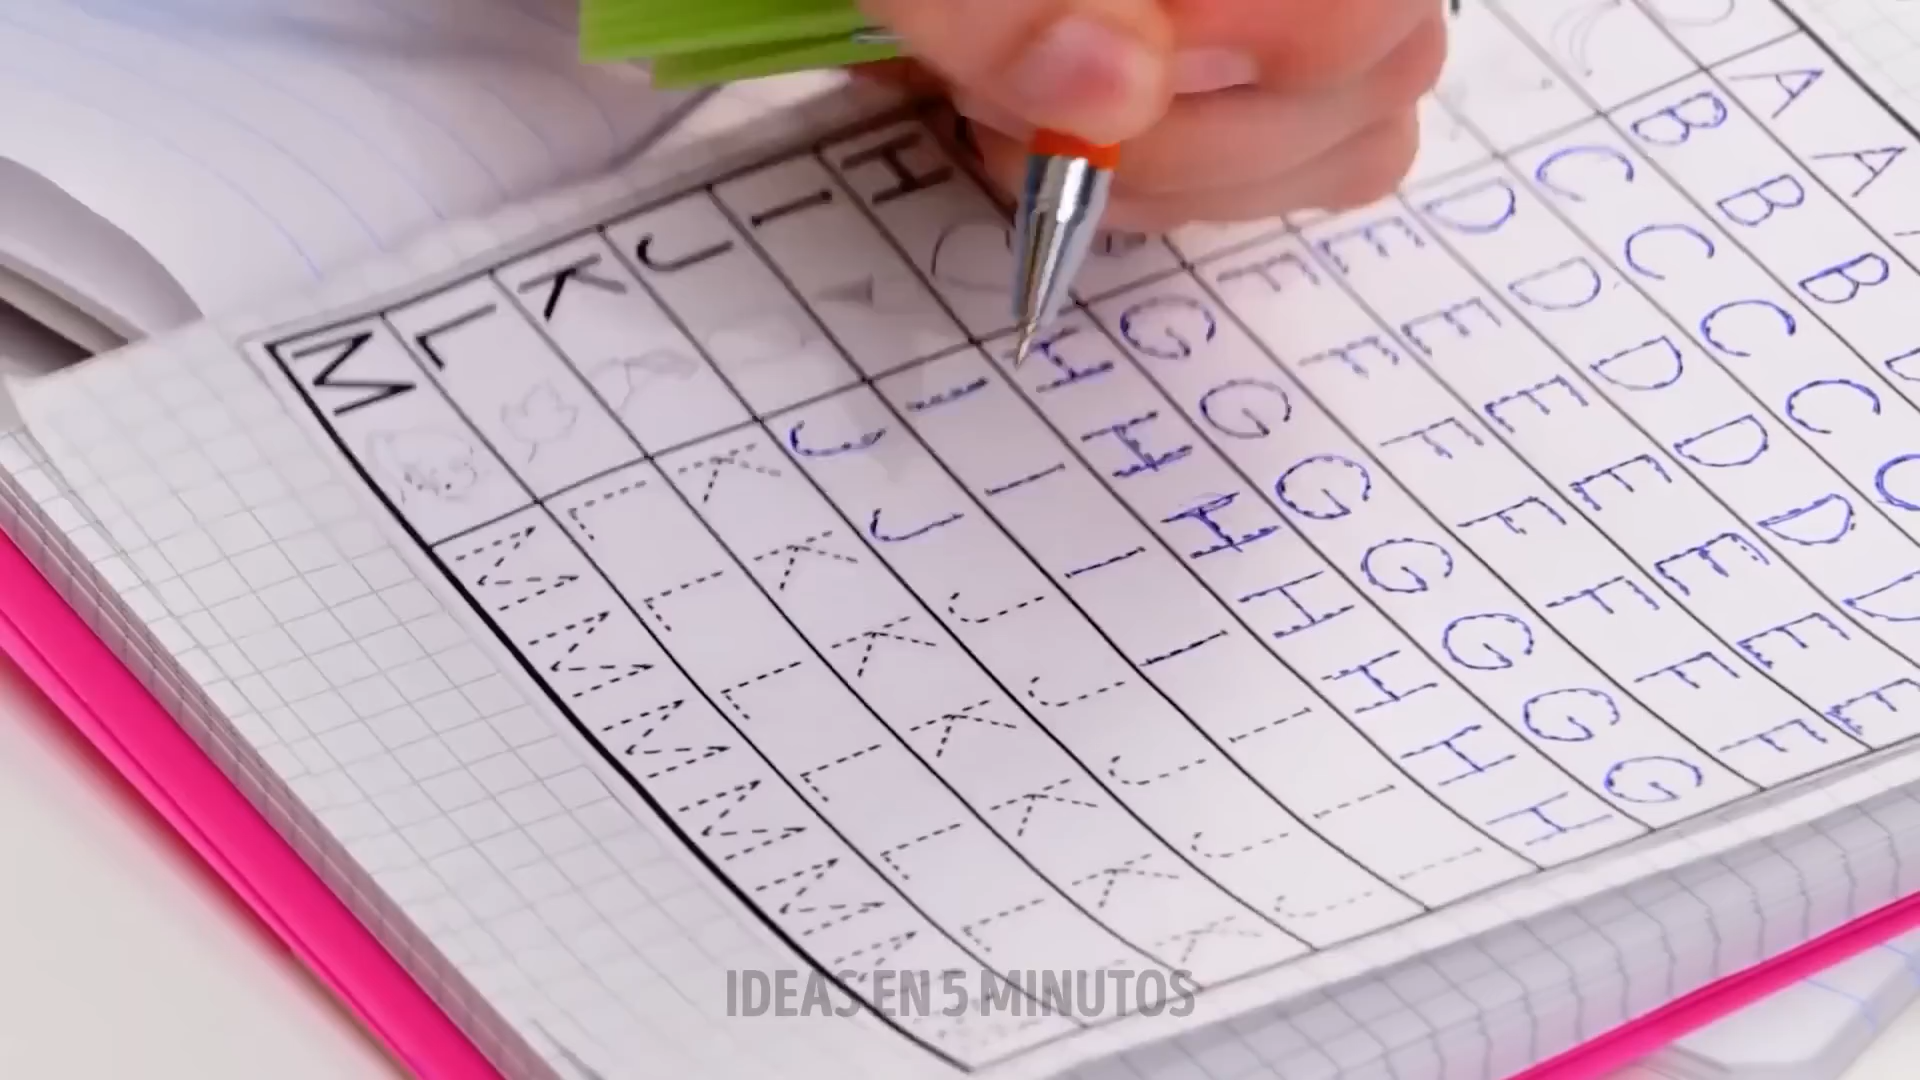 A A A
B B B B
C C C C C
D D D D D D
E E E E E E E
F F F F F F F
G G G G G G G
H H H H H H H H
I I I I I I I I
J J J J J J J J
K K K K K K K K
L L L L L L L
M M M M M M M
IDEAS EN 5 MINUTOS